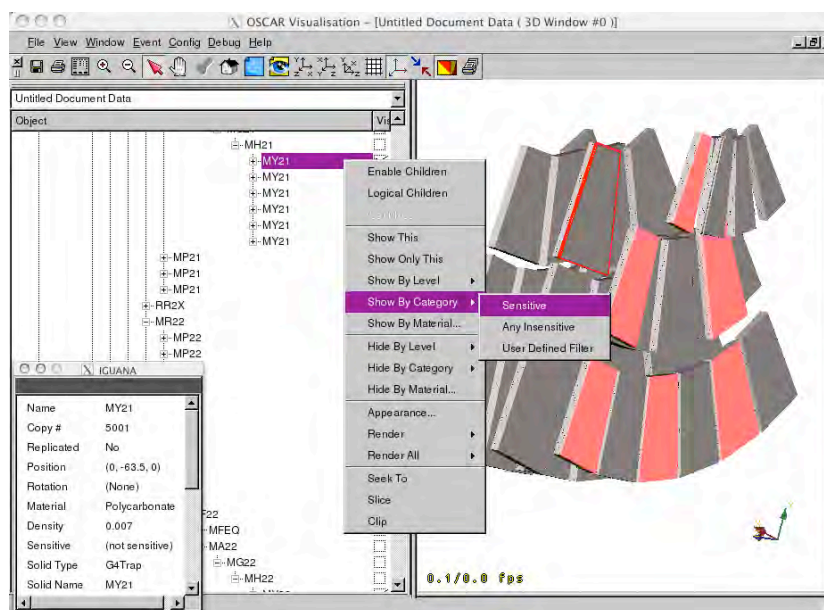 OSCAR Visualisation - [Untitled Document Data ( 3D Window #0 )]
File View Window Event Config Debug Help
Untitled Document Data
Object
MH21
MY21
MY21
MY21
MY21
MY21
MY21
MP21
MP21
MP21
RR2X
MR22
MP22
MP22
Enable Children
Logical Children
Show This
Show Only This
Show By Level
Show By Category
Show By Material...
Hide By Level
Hide By Category
Hide By Material...
Appearance...
Render
Render All
Seek To
Slice
Clip
Sensitive
Any Insensitive
User Defined Filter
IGUANA
Name MY21
Copy # 5001
Replicated No
Position (0, -63.5, 0)
Rotation (None)
Material Polycarbonate
Density 0.007
Sensitive (not sensitive)
Solid Type G4Trap
Solid Name MY21
MFEQ
MA22
MG22
MH22
0.1/0.0 fps